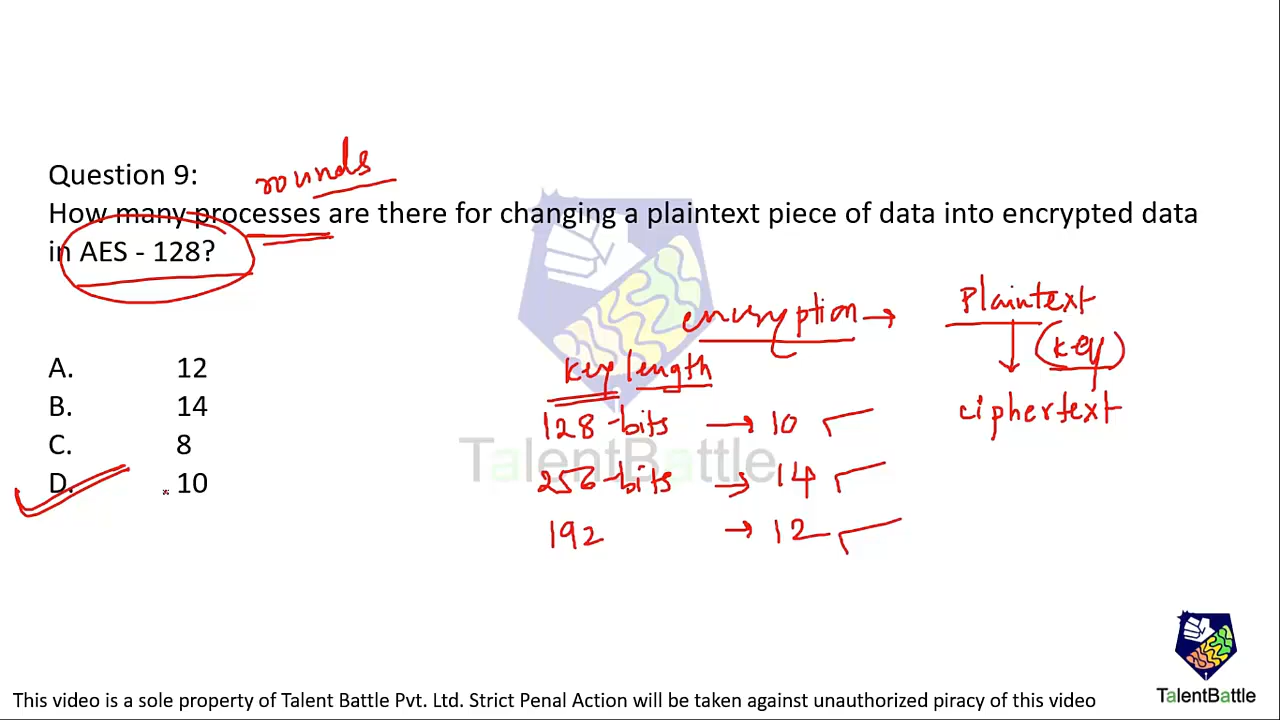 Question 9:
rounds
How many processes are there for changing a plaintext piece of data into encrypted data
in AES - 128?
encryption →
Plaintext
(key)
ciphertext
A. 12
B. 14
C. 8
D. 10
key length
128-bits → 10
256-bits → 14
192 → 12
TalentBattle
TalentBattle
This video is a sole property of Talent Battle Pvt. Ltd. Strict Penal Action will be taken against unauthorized piracy of this video